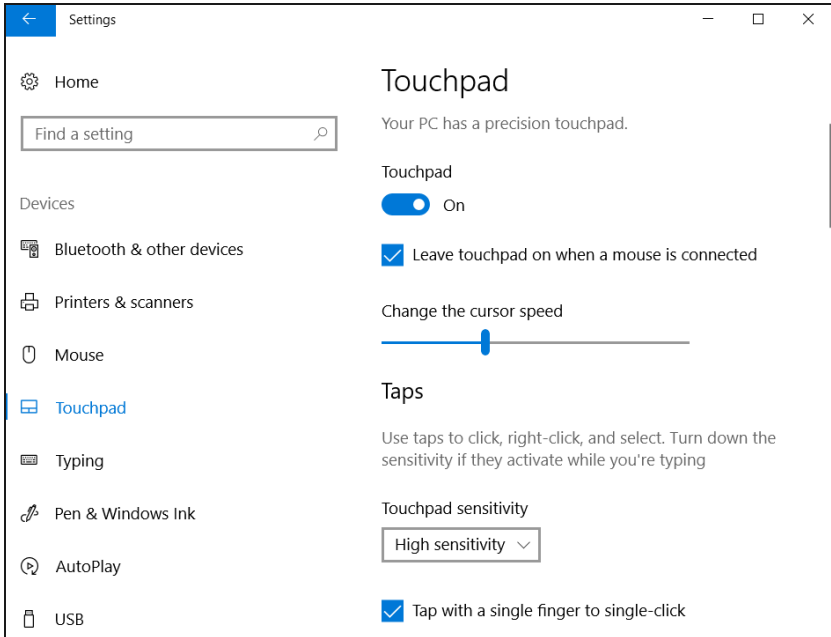 Settings
Home
Find a setting
Devices
Bluetooth & other devices
Printers & scanners
Mouse
Touchpad
Typing
Pen & Windows Ink
AutoPlay
USB
Touchpad
Your PC has a precision touchpad.
Touchpad
On
Leave touchpad on when a mouse is connected
Change the cursor speed
Taps
Use taps to click, right-click, and select. Turn down the
sensitivity if they activate while you're typing
Touchpad sensitivity
High sensitivity
Tap with a single finger to single-click